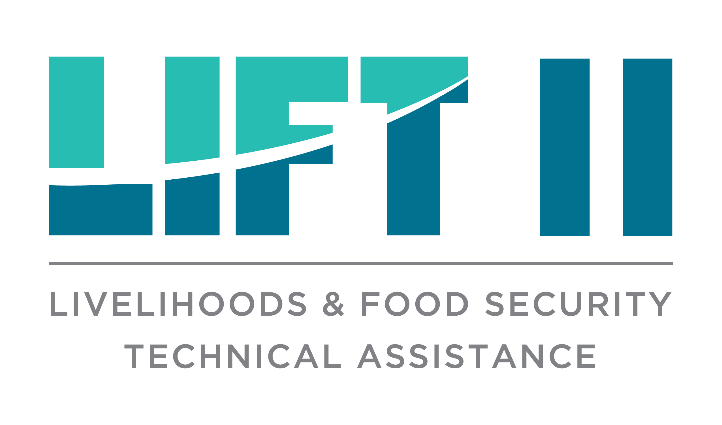 LIFT II
LIVELIHOODS & FOOD SECURITY
TECHNICAL ASSISTANCE